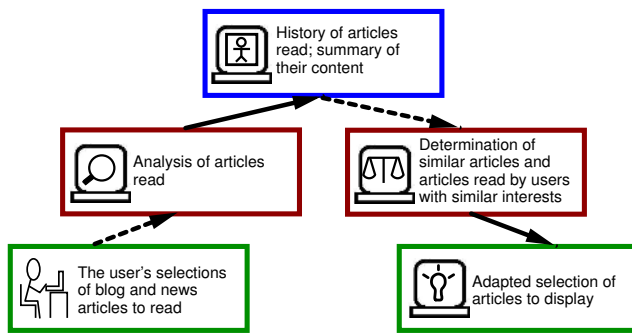 History of articles
read; summary of
their content
Analysis of articles
read
Determination of
similar articles and
articles read by users
with similar interests
The user's selections
of blog and news
articles to read
Adapted selection of
articles to display